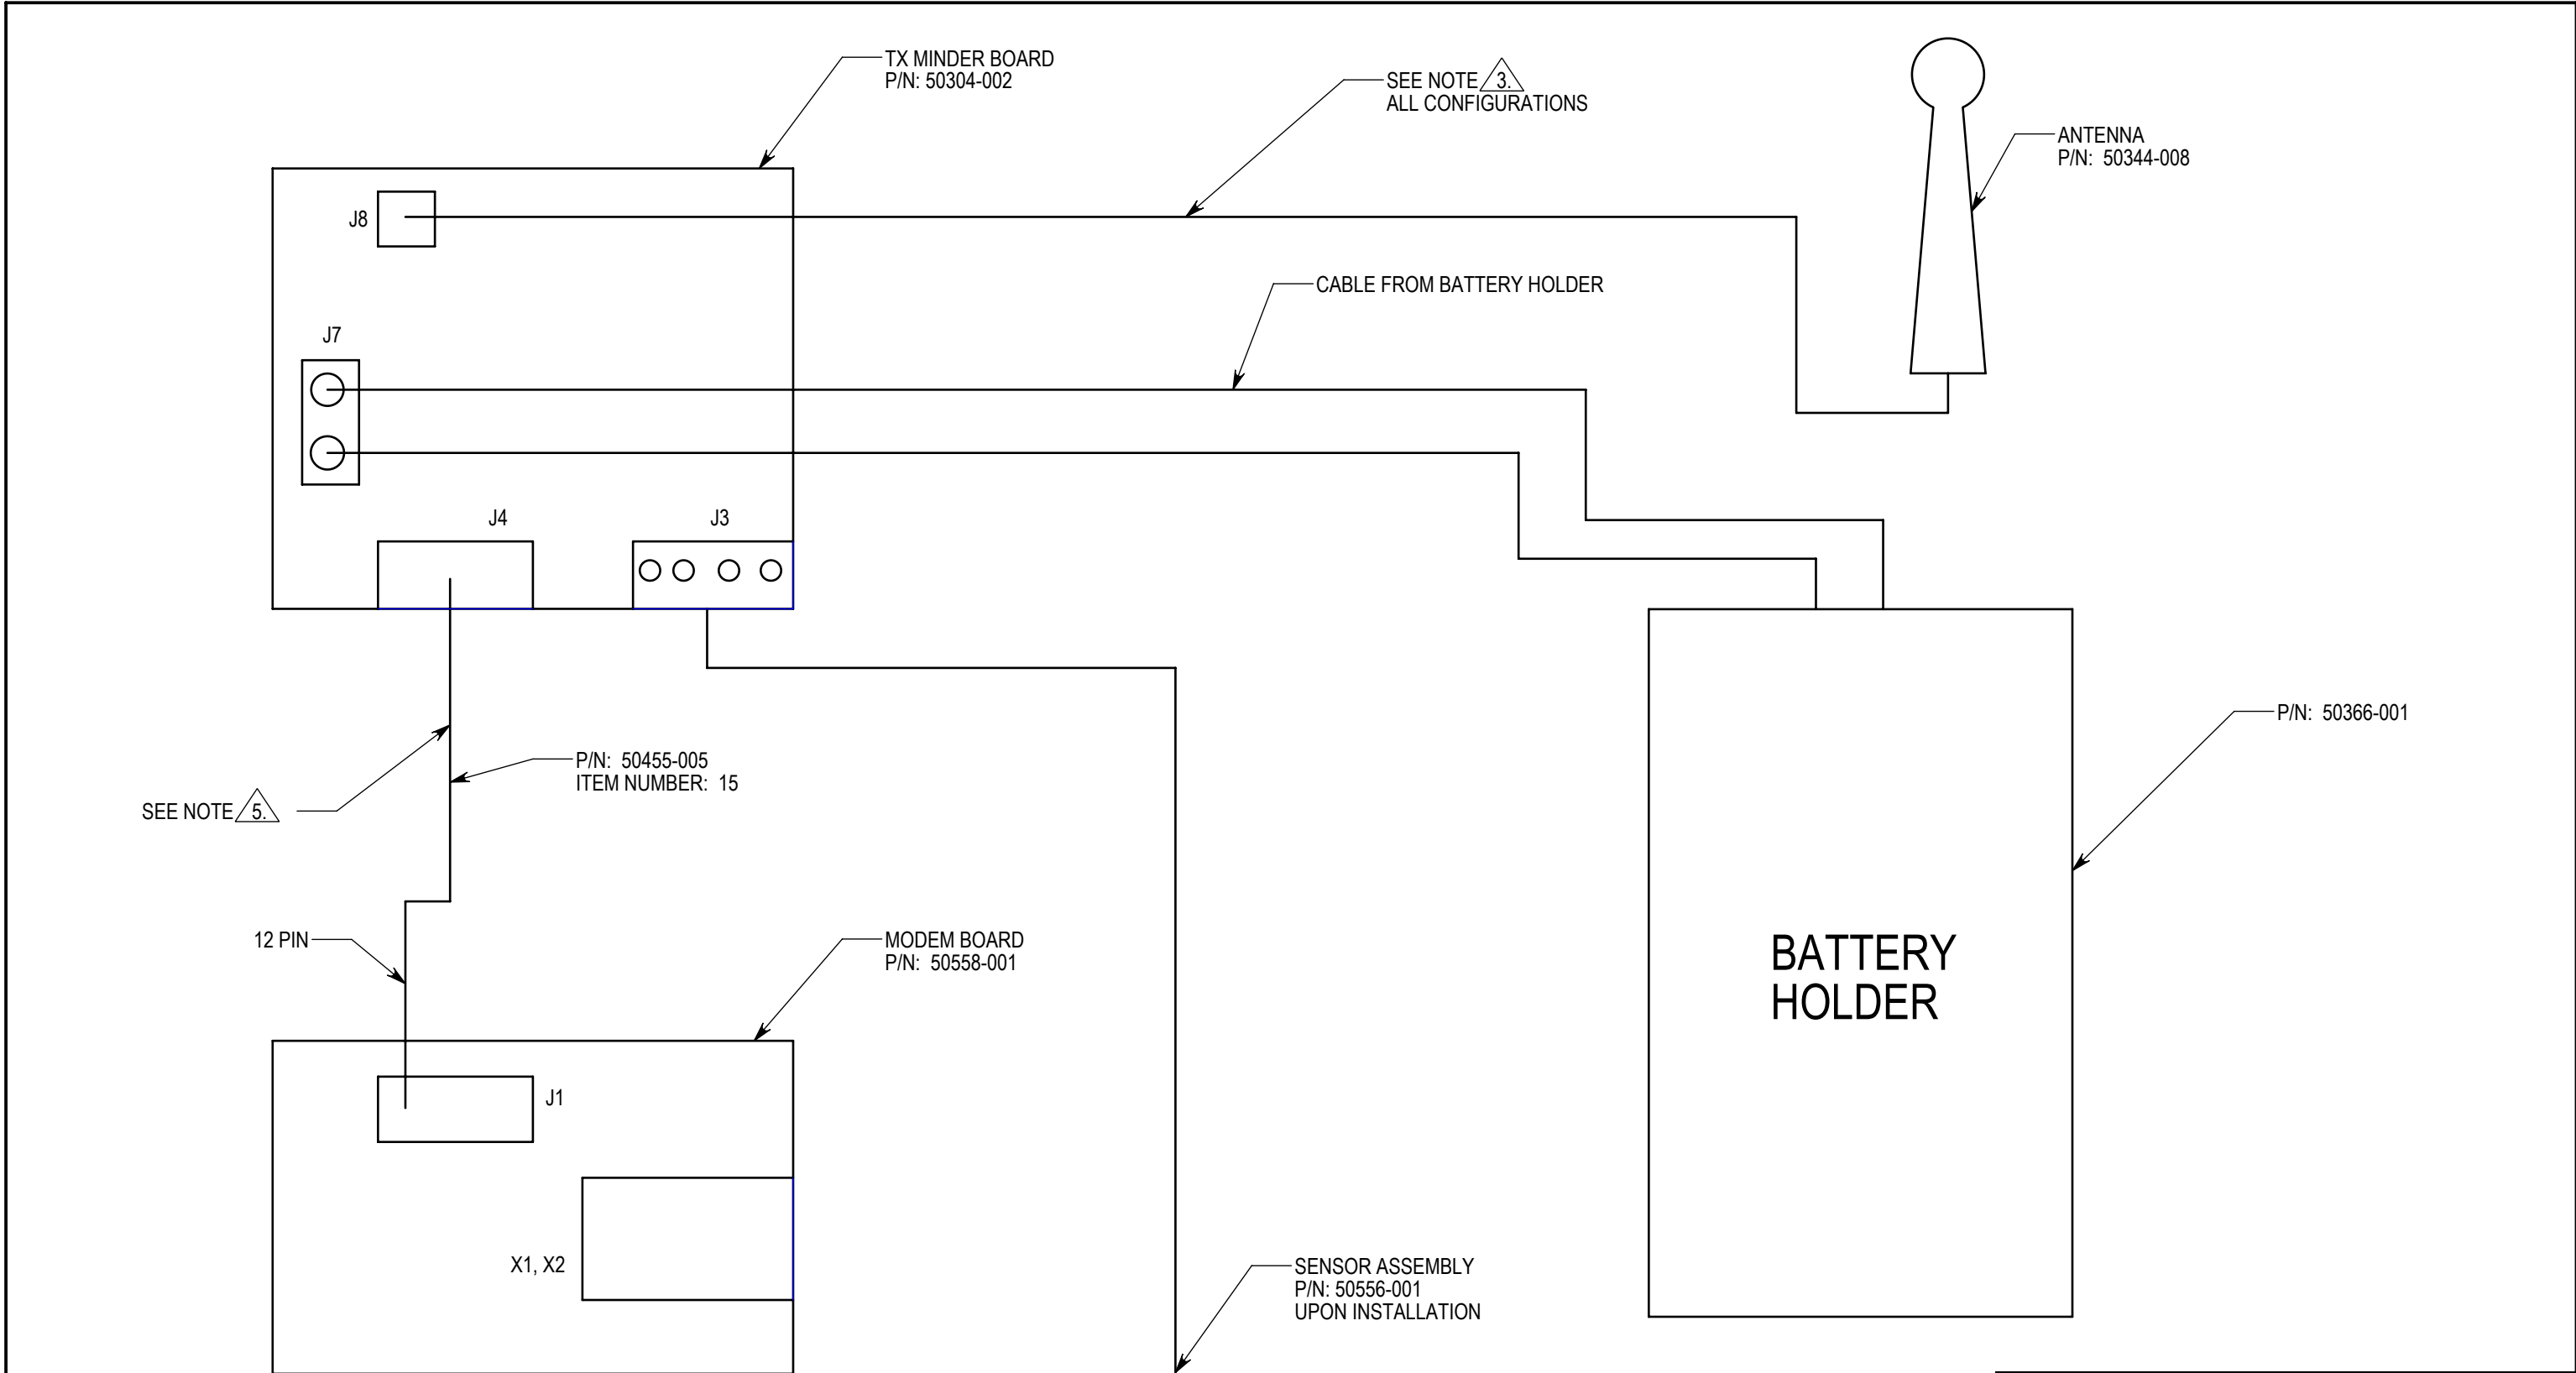 TX MINDER BOARD
P/N: 50304-002
SEE NOTE 3.
ALL CONFIGURATIONS
ANTENNA
P/N: 50344-008
J8
CABLE FROM BATTERY HOLDER
J7
J4
J3
P/N: 50366-001
P/N: 50455-005
ITEM NUMBER: 15
SEE NOTE 5.
12 PIN
MODEM BOARD
P/N: 50558-001
BATTERY
HOLDER
J1
X1, X2
SENSOR ASSEMBLY
P/N: 50556-001
UPON INSTALLATION